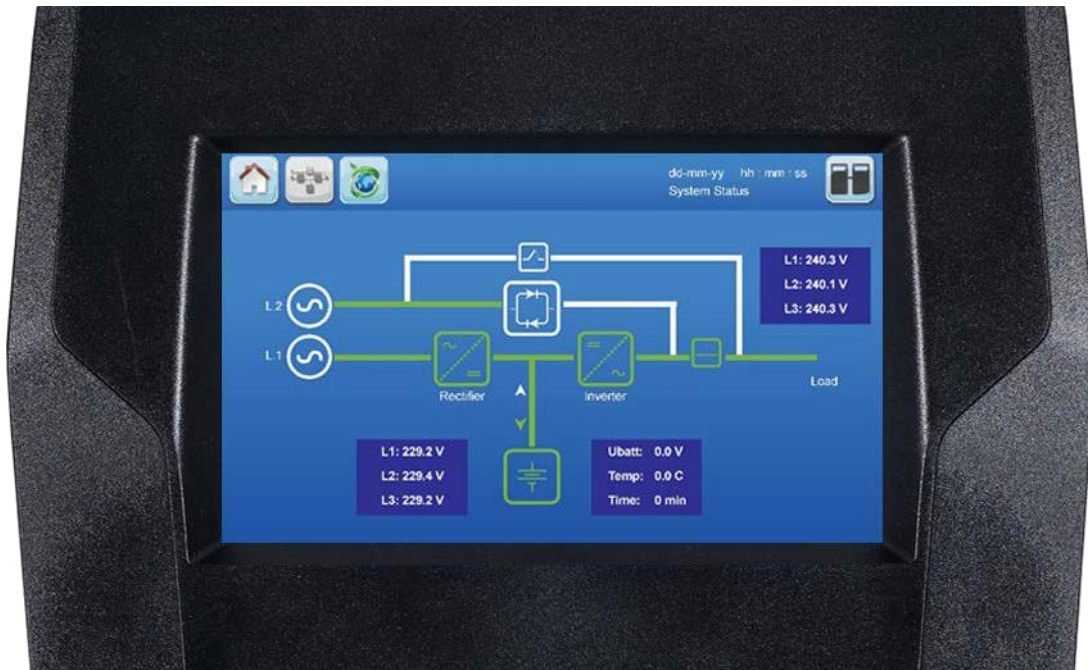 dd-mm-yy hh : mm : ss
System Status
L1: 240.3 V
L2: 240.1 V
L3: 240.3 V
L2
L1
Rectifier
Inverter
Load
L1: 229.2 V
L2: 229.4 V
L3: 229.2 V
Ubatt: 0.0 V
Temp: 0.0 C
Time: 0 min